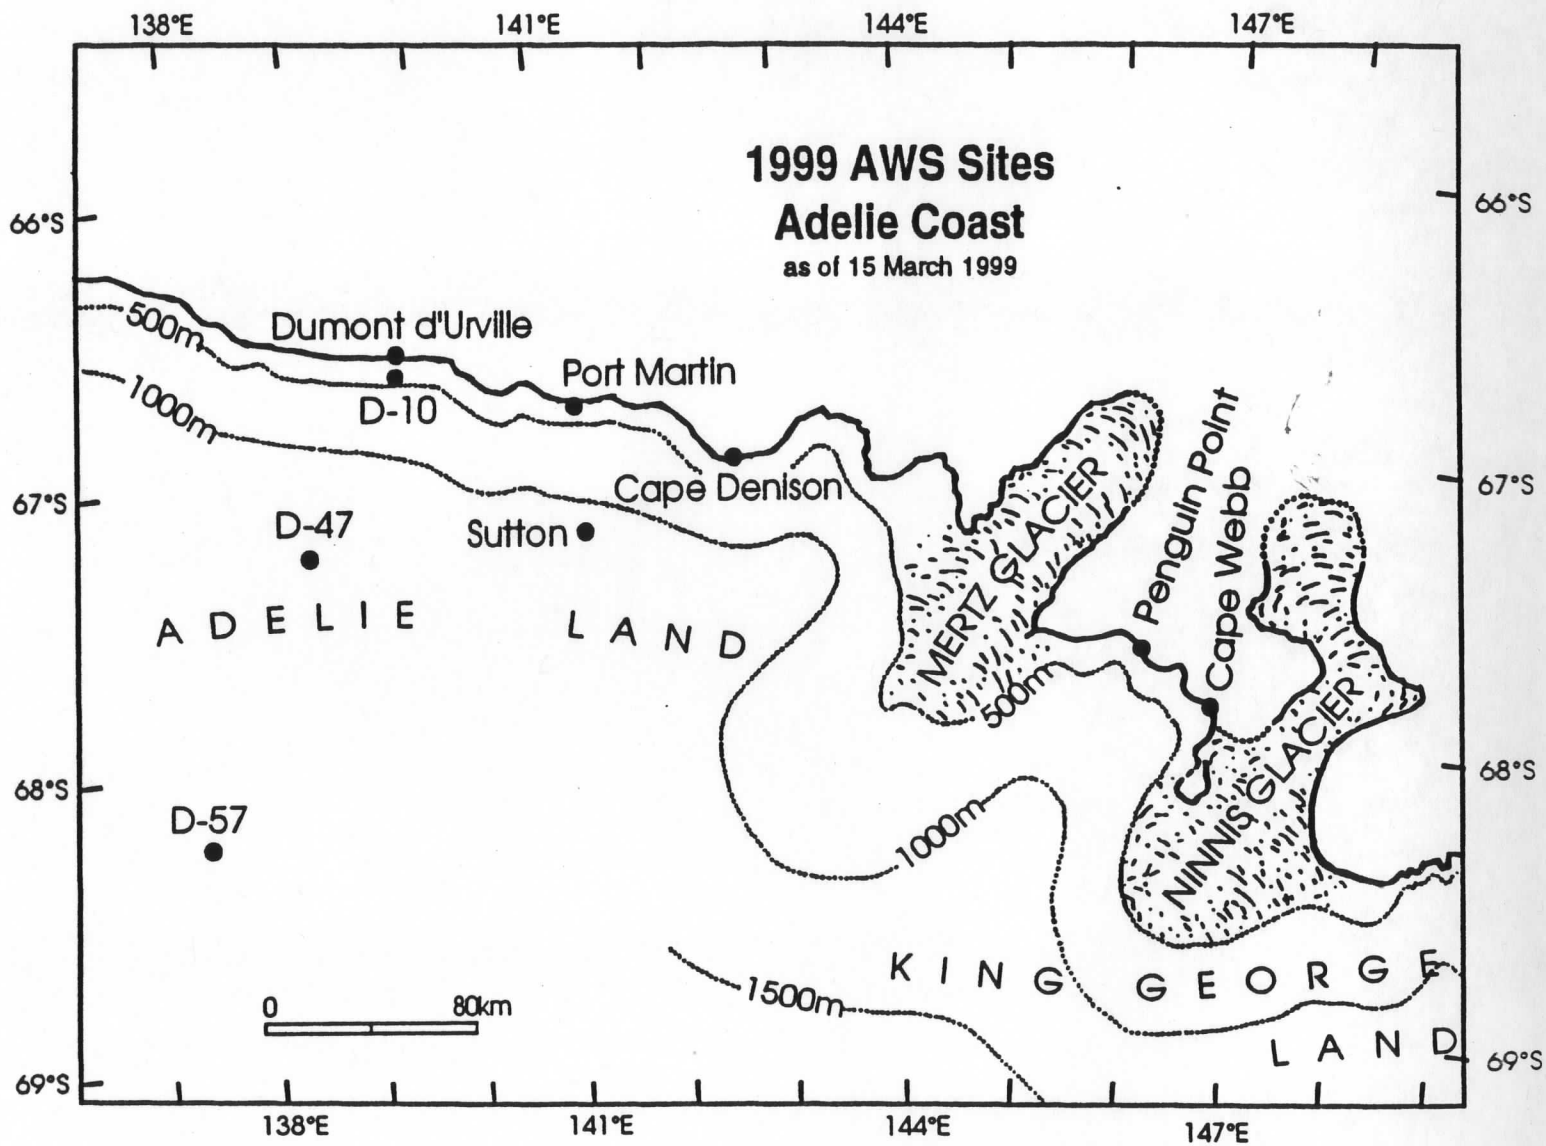 138°E 141°E 144°E 147°E
1999 AWS Sites
Adelie Coast
as of 15 March 1999
66°S 66°S
500m
Dumont d'Urville
Port Martin
1000m
D-10
Cape Denison
Penguin Point
Cape Webb
67°S 67°S
D-47
Sutton
MERTZ GLACIER
ADELIE LAND
500m
NINNIS GLACIER
68°S 68°S
D-57
1000m
KING GEORGE
LAND
1500m
0 80km
69°S 69°S
138°E 141°E 144°E 147°E